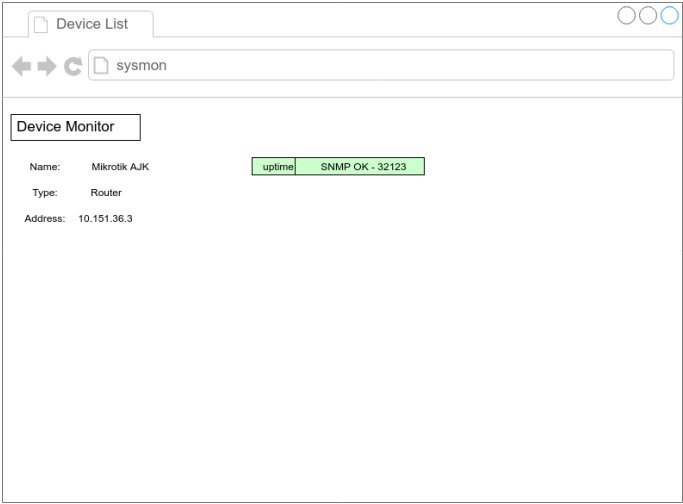 Device List
sysmon
Device Monitor
Name: Mikrotik AJK uptime SNMP OK - 32123
Type: Router
Address: 10.151.36.3